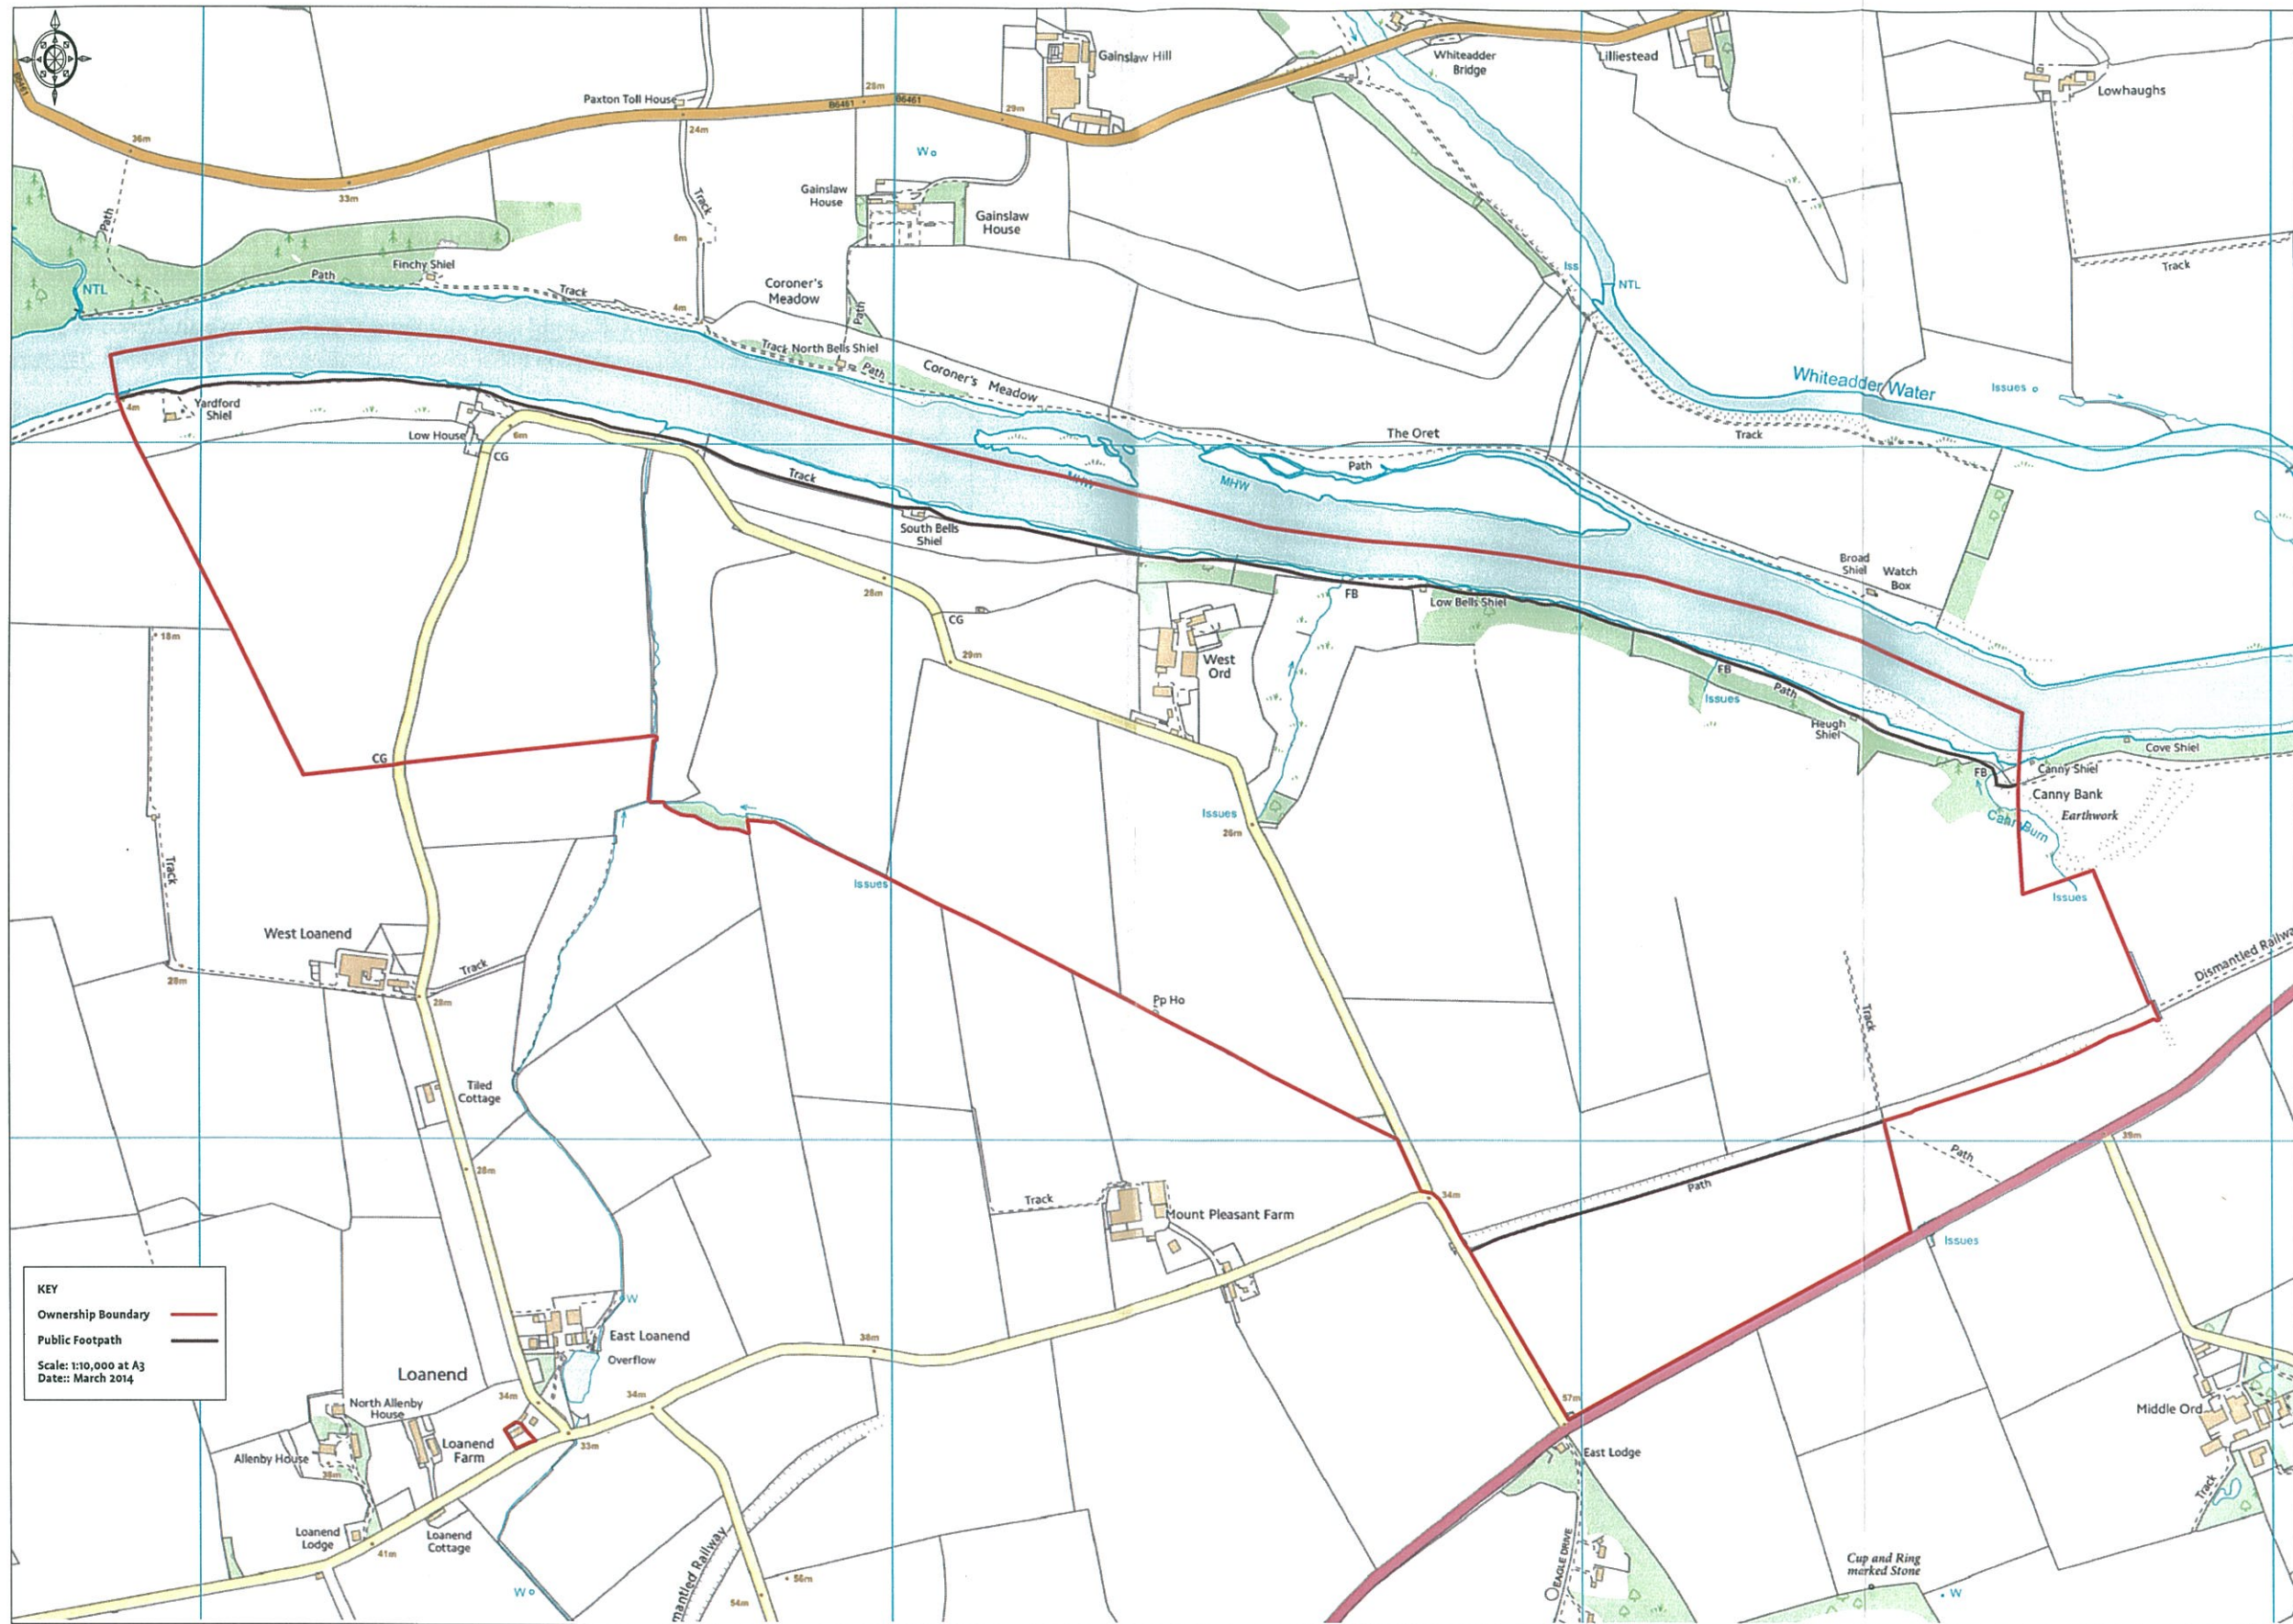 B6461
Gainslaw Hill
Whiteadder
Bridge
Lilliestead
Lowhaughs
Paxton Toll House
28m
B6461
B6461
29m
24m
36m
33m
W
Path
Track
Gainslaw
House
Gainslaw
House
6m
Finchy Shiel
Path
Track
NTL
Coroner's
Meadow
4m
Path
Iss
NTL
Track
Track
North Bells Shiel
Path
Coroner's Meadow
Whiteadder Water
Issues
4m
Yardford
Shiel
Low House
6m
CG
The Oret
Path
Track
MHW
MHW
Track
South Bells
Shiel
28m
CG
29m
FB
Low Bells Shiel
Broad
Shiel
Watch
Box
West
Ord
18m
FB
Issues
Path
Heugh
Shiel
Cove Shiel
CG
FB
Canny Shiel
Canny Bank
Earthwork
Burn
Issues
26m
Track
Issues
Issues
West Loanend
Track
28m
28m
Dismantled Railwa
Pp Ho
Track
Tiled
Cottage
28m
39m
Path
Track
Mount Pleasant Farm
34m
Path
Issues
KEY
Ownership Boundary
Public Footpath
Scale: 1:10,000 at A3
Date:: March 2014
W
East Loanend
Overflow
38m
Loanend
34m
34m
57m
North Allenby
House
Middle Ord
Allenby House
38m
Loanend
Farm
33m
East Lodge
Track
Loanend
Lodge
Loanend
Cottage
41m
mantled Railway
W
56m
54m
EAGLE DRIVE
Cup and Ring
marked Stone
W